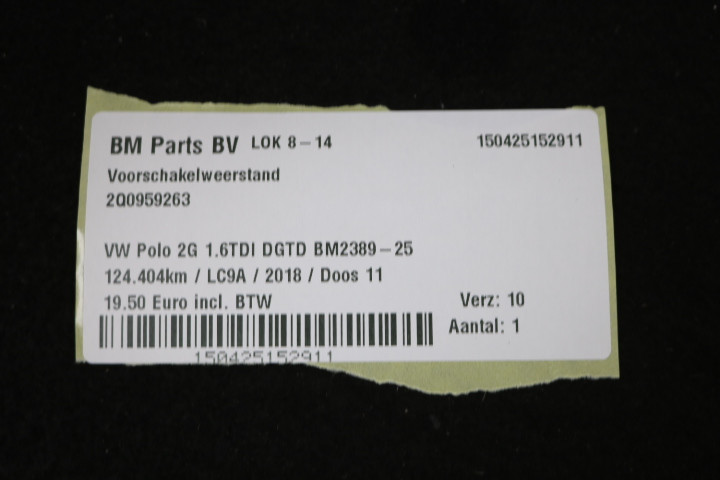 BM Parts BV LOK 8-14 150425152911
Voorschakelweerstand
2Q0959263
VW Polo 2G 1.6TDI DGTD BM2389-25
124.404km / LC9A / 2018 / Doos 11
19.50 Euro incl. BTW Verz: 10
Aantal: 1
150425152911